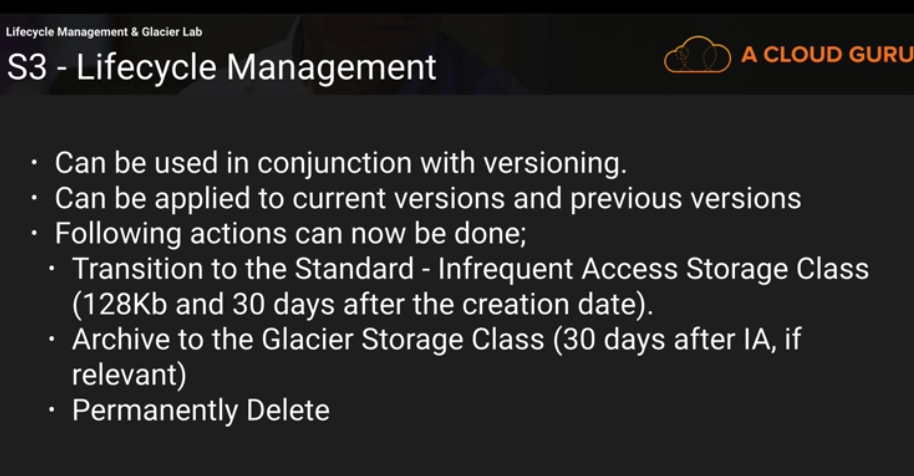 Lifecycle Management & Glacier Lab
S3 - Lifecycle Management
A CLOUD GURU
· Can be used in conjunction with versioning.
· Can be applied to current versions and previous versions
· Following actions can now be done;
· Transition to the Standard - Infrequent Access Storage Class
(128Kb and 30 days after the creation date).
· Archive to the Glacier Storage Class (30 days after IA, if
relevant)
· Permanently Delete